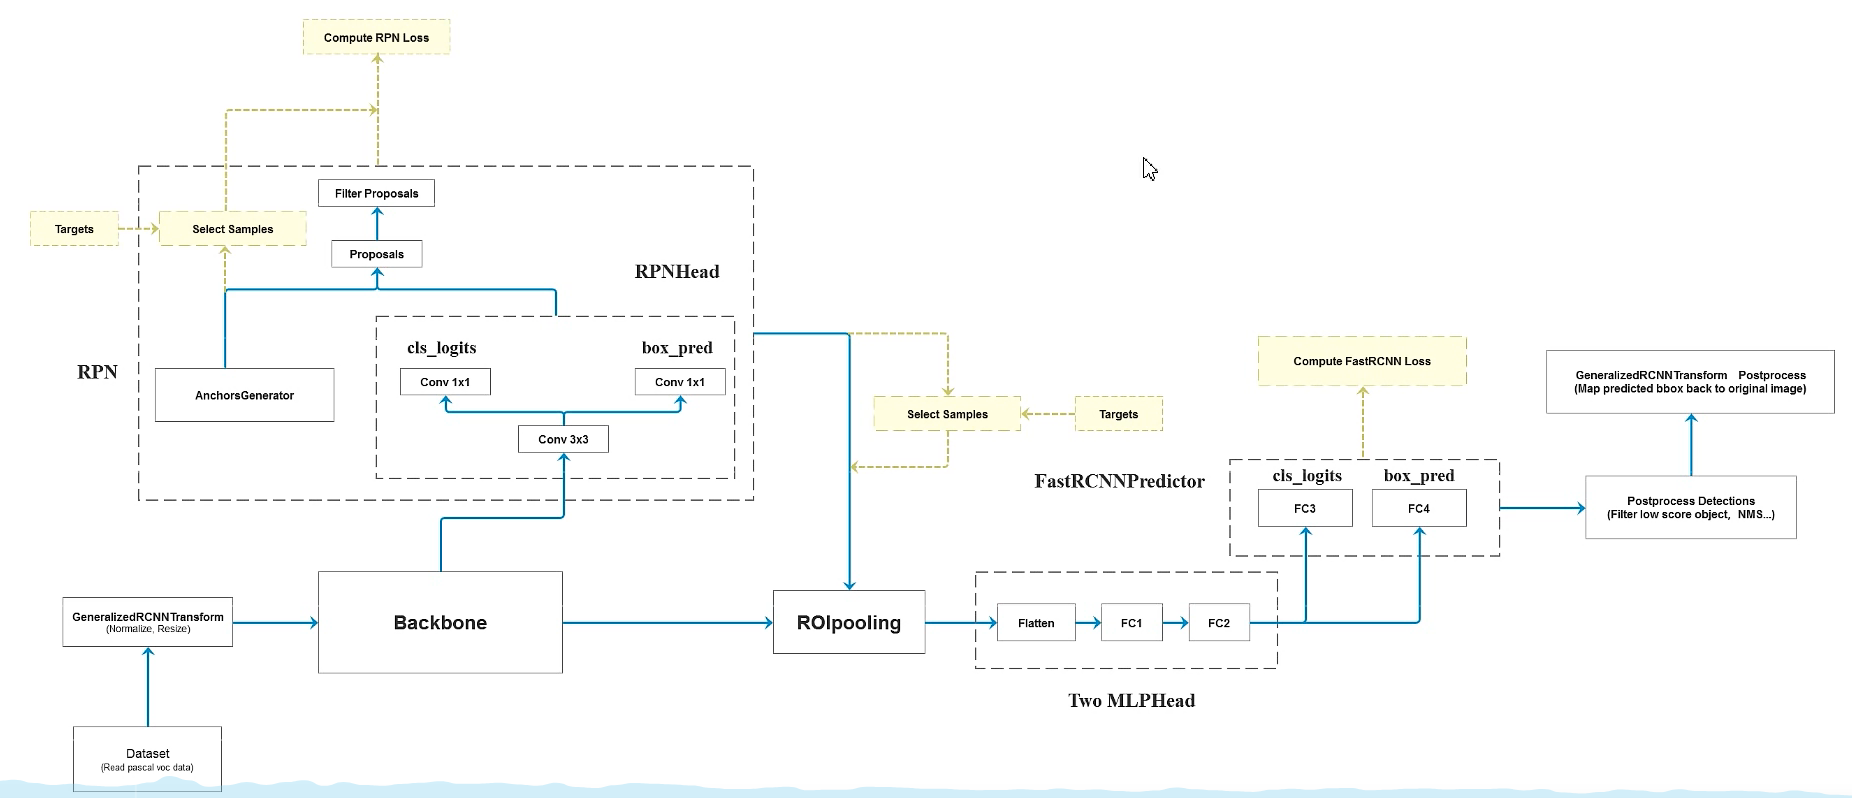 Compute RPN Loss
Filter Proposals
Targets
Select Samples
Proposals
RPNHead
RPN
AnchorsGenerator
cls_logits
box_pred
Conv 1x1
Conv 1x1
Conv 3x3
Select Samples
Targets
Compute FastRCNN Loss
GeneralizedRCNNTransform Postprocess
(Map predicted bbox back to original image)
FastRCNNPredictor
cls_logits
box_pred
FC3
FC4
Postprocess Detections
(Filter low score object, NMS...)
GeneralizedRCNNTransform
(Normalize, Resize)
Backbone
ROIpooling
Flatten
FC1
FC2
Two MLPHead
Dataset
(Read pascal voc data)